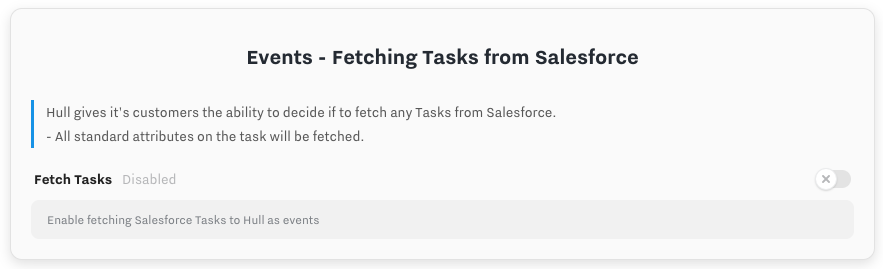 Events - Fetching Tasks from Salesforce
Hull gives it's customers the ability to decide if to fetch any Tasks from Salesforce.
- All standard attributes on the task will be fetched.
Fetch Tasks Disabled
Enable fetching Salesforce Tasks to Hull as events